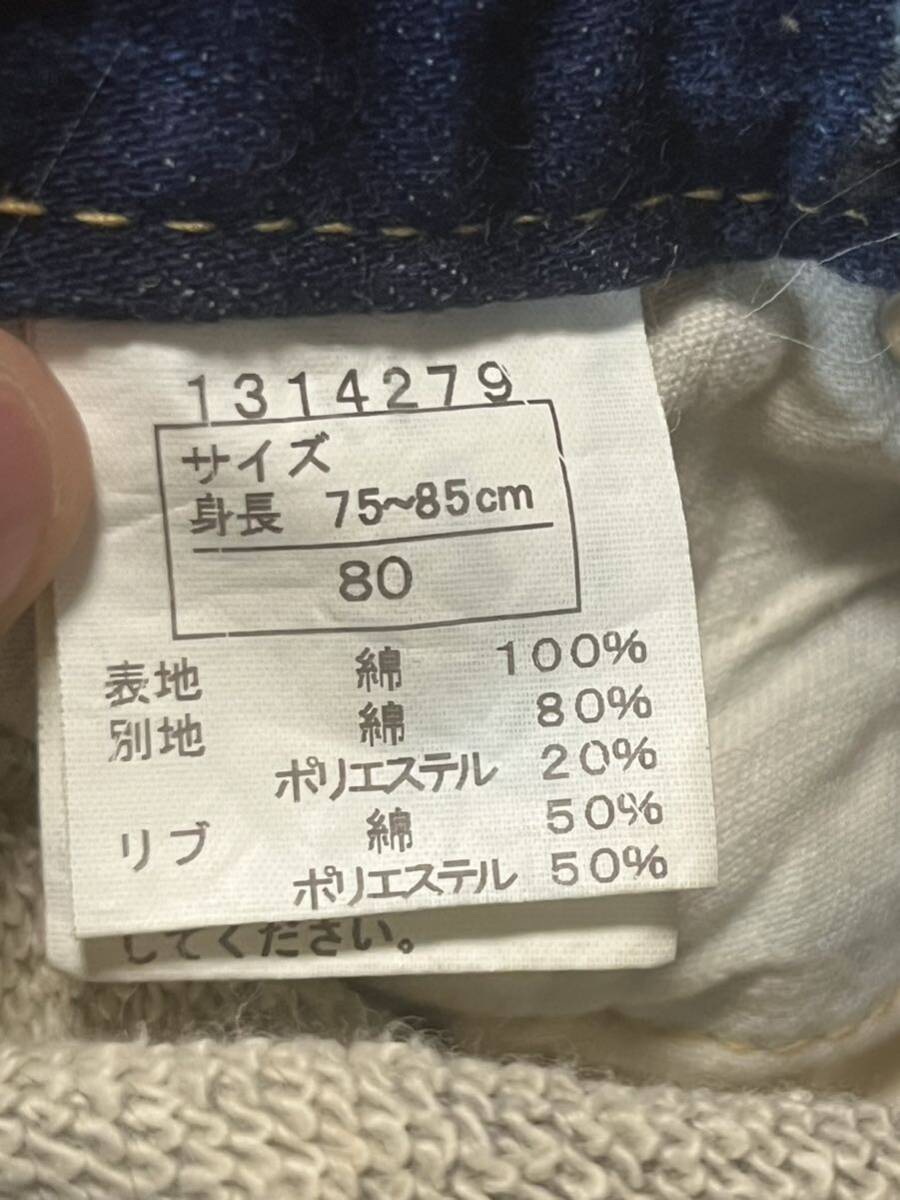 1314279
サイズ
身長 75~85cm
80
表地 綿 100%
別地 綿 80%
ポリエステル 20%
リブ 綿 50%
ポリエステル 50%
してください。